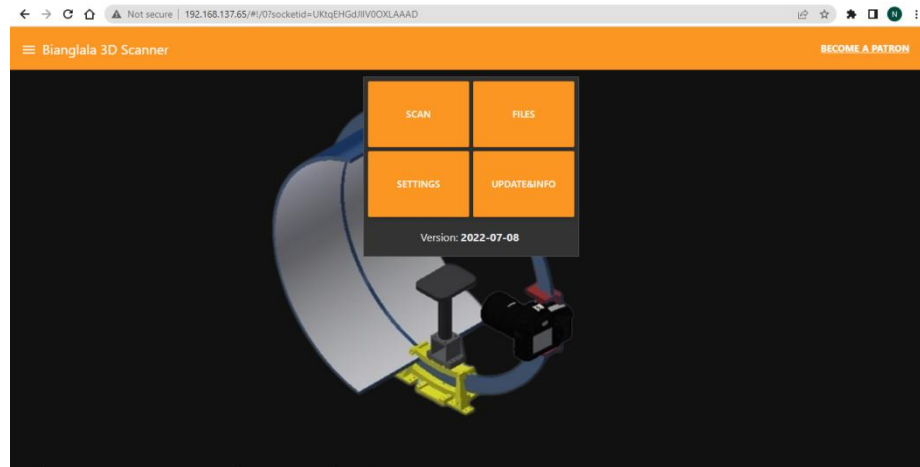 Not secure | 192.168.137.65/#!/0?socketid=UKtqEHGdJIIV0OXLAAAD
N
Bianglala 3D Scanner
BECOME A PATRON
SCAN
FILES
SETTINGS
UPDATE&INFO
Version: 2022-07-08